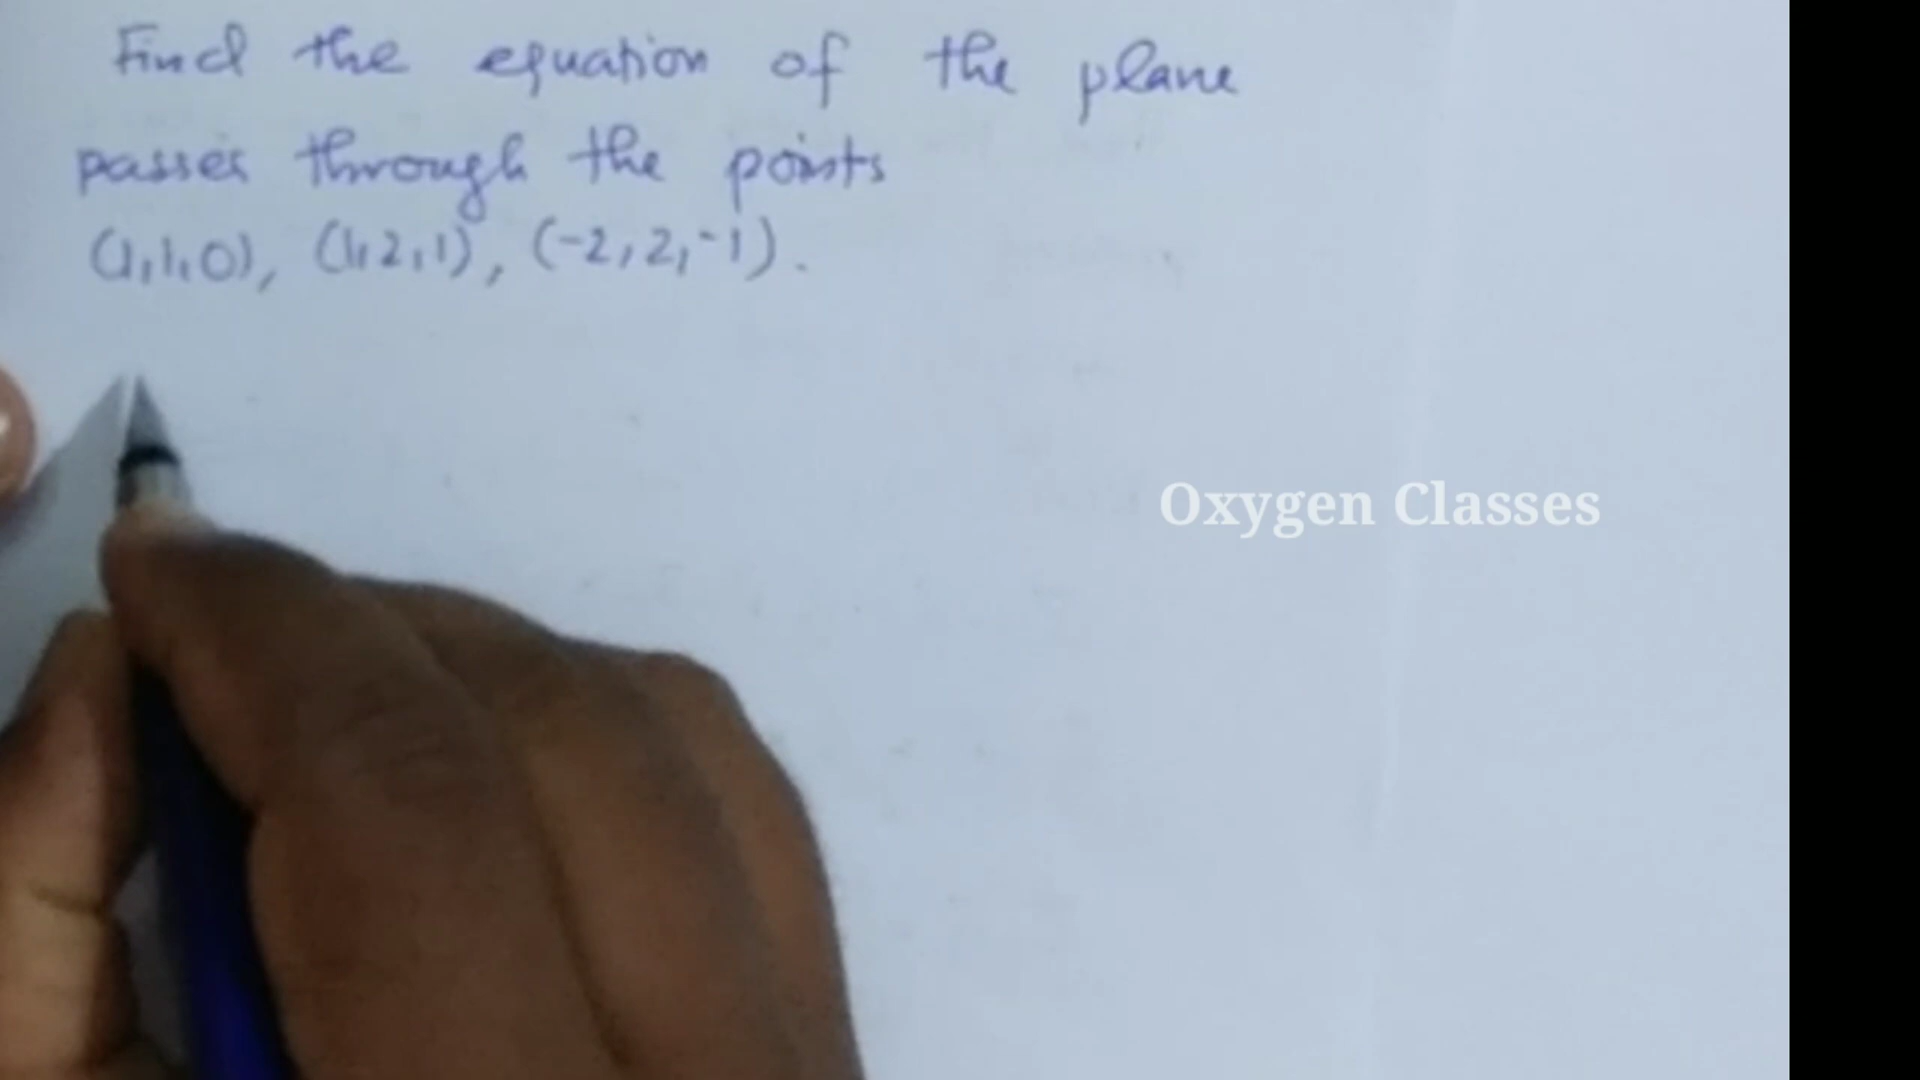 Find the equation of the plane
passes through the points
(1,1,0), (1,2,1), (-2,2,-1).
Oxygen Classes